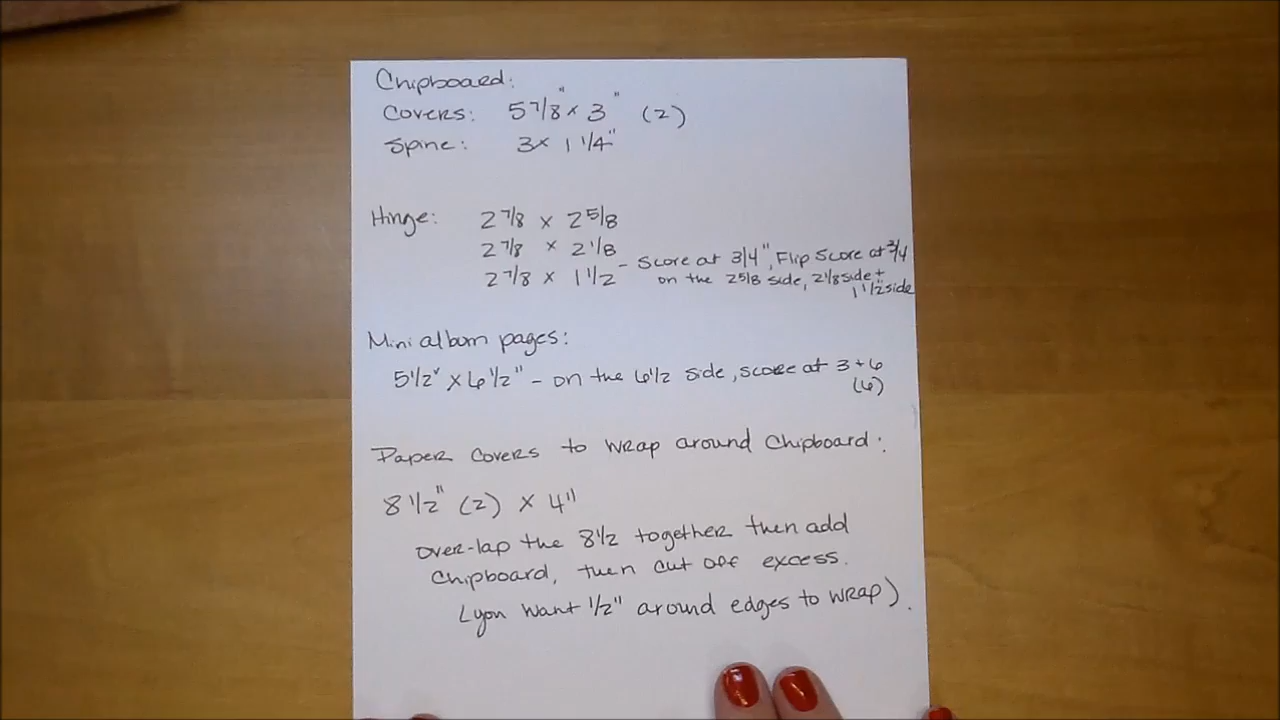 Chipboard:
Covers: 5 7/8" x 3" (2)
Spine: 3 x 1 1/4"
Hinge: 2 7/8 x 2 5/8
2 7/8 x 2 1/8
2 7/8 x 1 1/2 - Score at 3/4", Flip Score at 3/4
on the 2 5/8 side, 2 1/8 side +
1 1/2" side
Mini album pages:
5 1/2" x 6 1/2" - on the 6 1/2 side, score at 3 + 6
(6)
Paper Covers to wrap around Chipboard:
8 1/2" (2) x 4"
over-lap the 8 1/2 together then add
Chipboard, then cut off excess.
(you want 1/2" around edges to wrap).